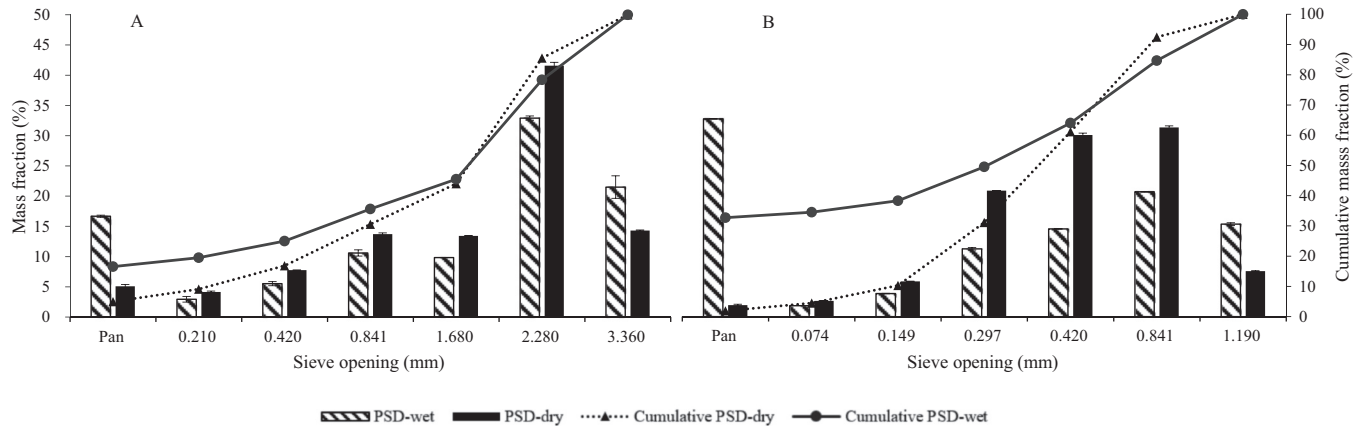 A
B
50
45
40
35
30
25
20
15
10
5
0
Mass fraction (%)
Pan 0.210 0.420 0.841 1.680 2.280 3.360
Sieve opening (mm)
Pan 0.074 0.149 0.297 0.420 0.841 1.190
Sieve opening (mm)
100
90
80
70
60
50
40
30
20
10
0
Cumulative masss fraction (%)
PSD-wet PSD-dry Cumulative PSD-dry Cumulative PSD-wet